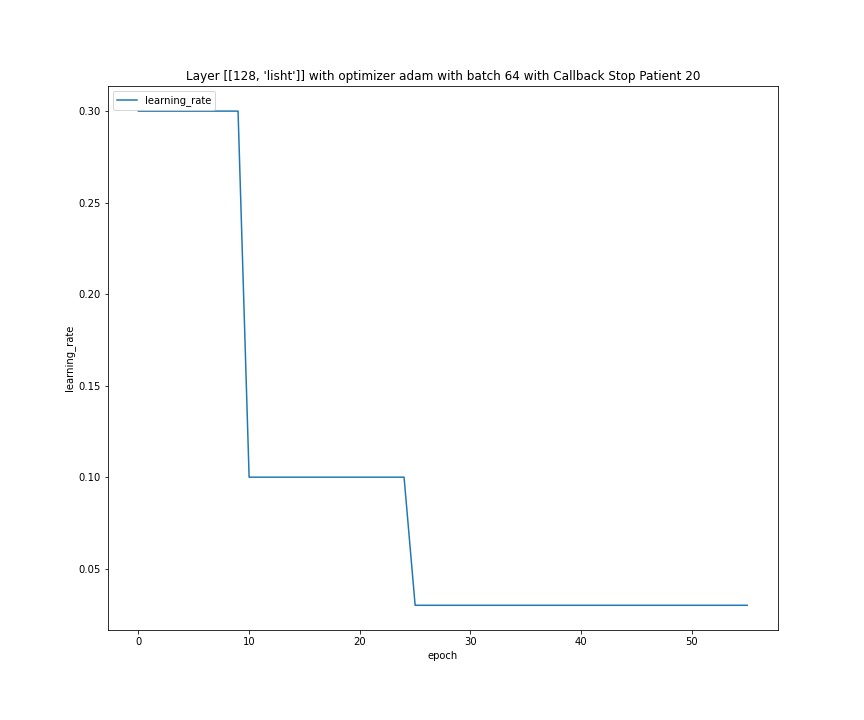 Layer [[128, 'lisht']] with optimizer adam with batch 64 with Callback Stop Patient 20
learning_rate
0.30
0.25
0.20
0.15
0.10
0.05
learning_rate
0 10 20 30 40 50
epoch